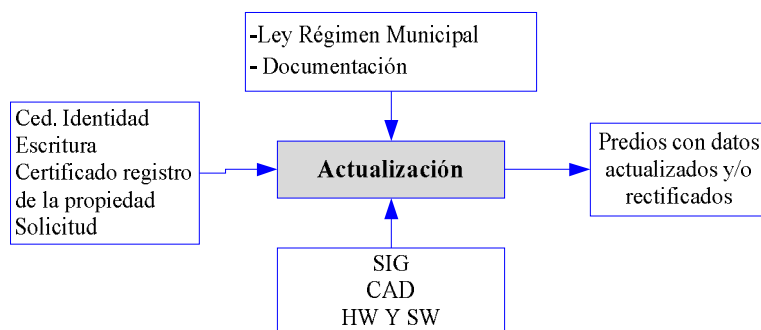 -Ley Régimen Municipal
- Documentación
Ced. Identidad
Escritura
Certificado registro
de la propiedad
Solicitud
Actualización
Predios con datos
actualizados y/o
rectificados
SIG
CAD
HW Y SW